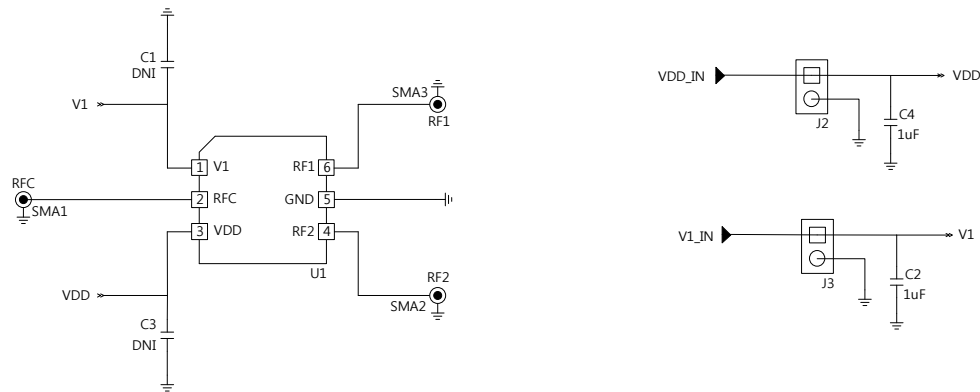 C1
DNI
V1
SMA3
RF1
1 V1
RF1 6
RFC
SMA1
2 RFC
GND 5
3 VDD
RF2 4
U1
VDD
RF2
SMA2
C3
DNI
VDD_IN
VDD
J2
C4
1uF
V1_IN
V1
J3
C2
1uF